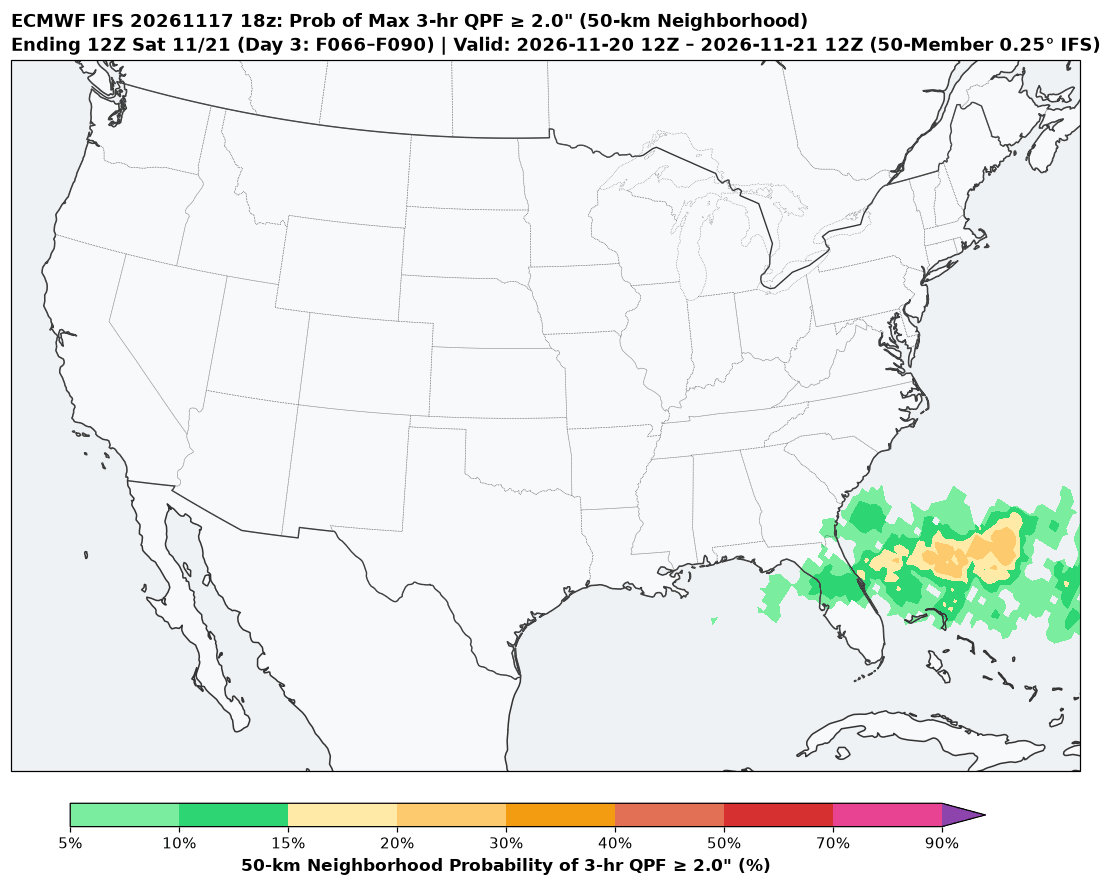 ECMWF IFS 20261117 18z: Prob of Max 3-hr QPF ≥ 2.0" (50-km Neighborhood)
Ending 12Z Sat 11/21 (Day 3: F066–F090) | Valid: 2026-11-20 12Z – 2026-11-21 12Z (50-Member 0.25° IFS)
5% 10% 15% 20% 30% 40% 50% 70% 90%
50-km Neighborhood Probability of 3-hr QPF ≥ 2.0" (%)